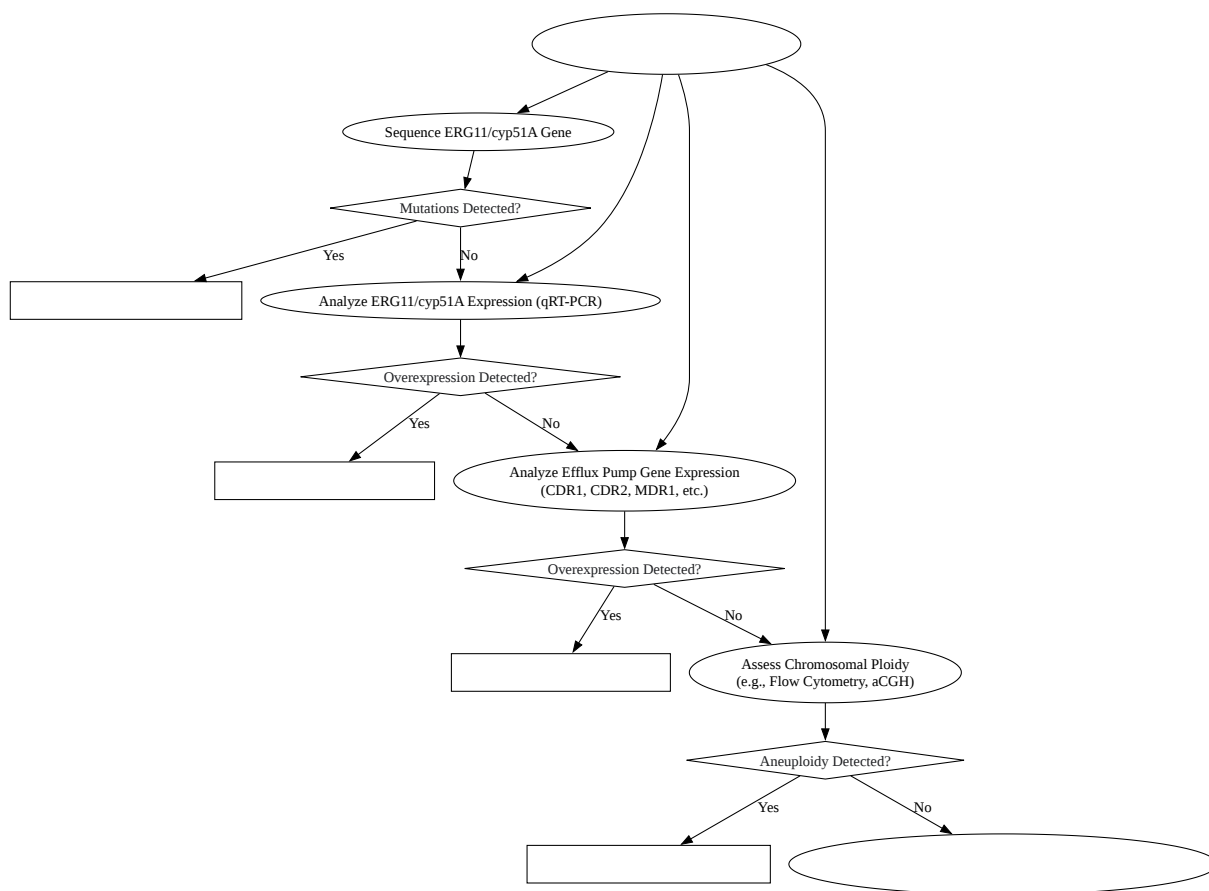 Sequence ERG11/cyp51A Gene
Mutations Detected?
Yes
No
Analyze ERG11/cyp51A Expression (qRT-PCR)
Overexpression Detected?
Yes
No
Analyze Efflux Pump Gene Expression
(CDR1, CDR2, MDR1, etc.)
Overexpression Detected?
Yes
No
Assess Chromosomal Ploidy
(e.g., Flow Cytometry, aCGH)
Aneuploidy Detected?
Yes
No